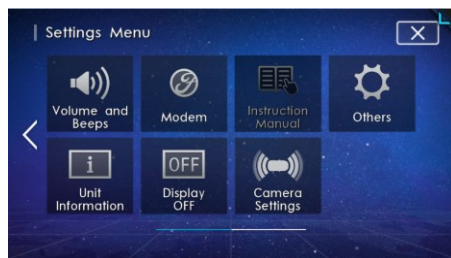 Settings Menu
X
Volume and
Beeps
Modem
Instruction
Manual
Others
i
Unit
Information
OFF
Display
OFF
Camera
Settings